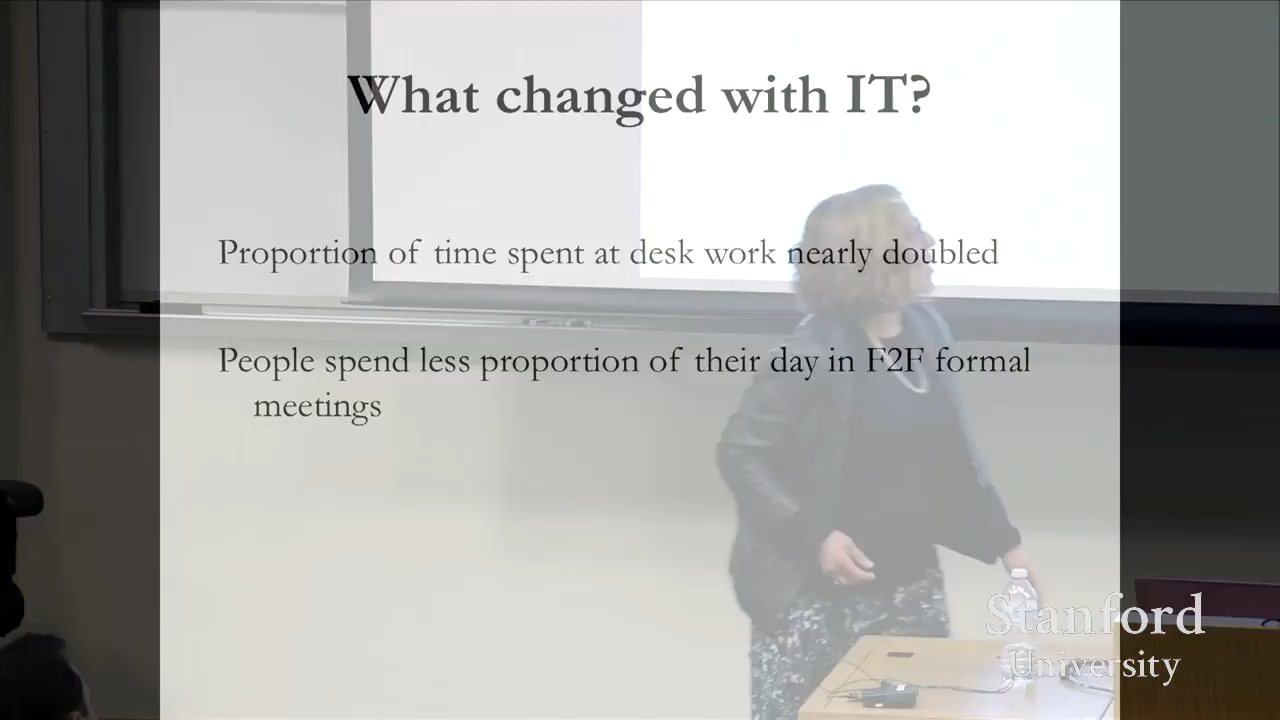 What changed with IT?
Proportion of time spent at desk work nearly doubled
People spend less proportion of their day in F2F formal
meetings
Stanford
University